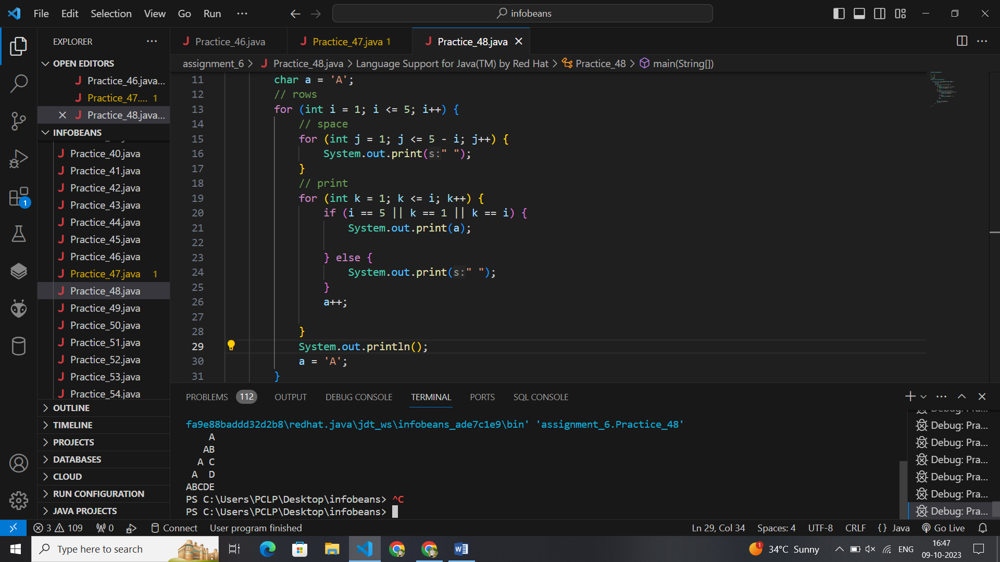 File Edit Selection View Go Run ···
infobeans
EXPLORER ···
OPEN EDITORS
Practice_46.java...
Practice_47.... 1
Practice_48.java...
INFOBEANS
Practice_40.java
Practice_41.java
Practice_42.java
Practice_43.java
Practice_44.java
Practice_45.java
Practice_46.java
Practice_47.java 1
Practice_48.java
Practice_49.java
Practice_50.java
Practice_51.java
Practice_52.java
Practice_53.java
Practice_54.java
OUTLINE
TIMELINE
PROJECTS
DATABASES
CLOUD
RUN CONFIGURATION
JAVA PROJECTS
1
Practice_46.java Practice_47.java 1 Practice_48.java
assignment_6 > Practice_48.java > Language Support for Java(TM) by Red Hat > Practice_48 > main(String[])
11 char a = 'A';
12 // rows
13 for (int i = 1; i <= 5; i++) {
14 // space
15 for (int j = 1; j <= 5 - i; j++) {
16 System.out.print(s:" ");
17 }
18 // print
19 for (int k = 1; k <= i; k++) {
20 if (i == 5 || k == 1 || k == i) {
21 System.out.print(a);
22
23 } else {
24 System.out.print(s:" ");
25 }
26 a++;
27
28 }
29 System.out.println();
30 a = 'A';
31 }
PROBLEMS 112 OUTPUT DEBUG CONSOLE TERMINAL PORTS SQL CONSOLE
fa9e88baddd32d2b8\redhat.java\jdt_ws\infobeans_ade7c1e9\bin' 'assignment_6.Practice_48'
    A
   AB
  A C
 A  D
ABCDE
PS C:\Users\PCLP\Desktop\infobeans> ^C
PS C:\Users\PCLP\Desktop\infobeans>
Debug: Pra...
Debug: Pra...
Debug: Pra...
Debug: Pra...
Debug: Pra...
Debug: Pra...
3 109 0 Connect User program finished Ln 29, Col 34 Spaces: 4 UTF-8 CRLF {} Java Go Live
Type here to search
1 34°C Sunny ENG 16:47
09-10-2023